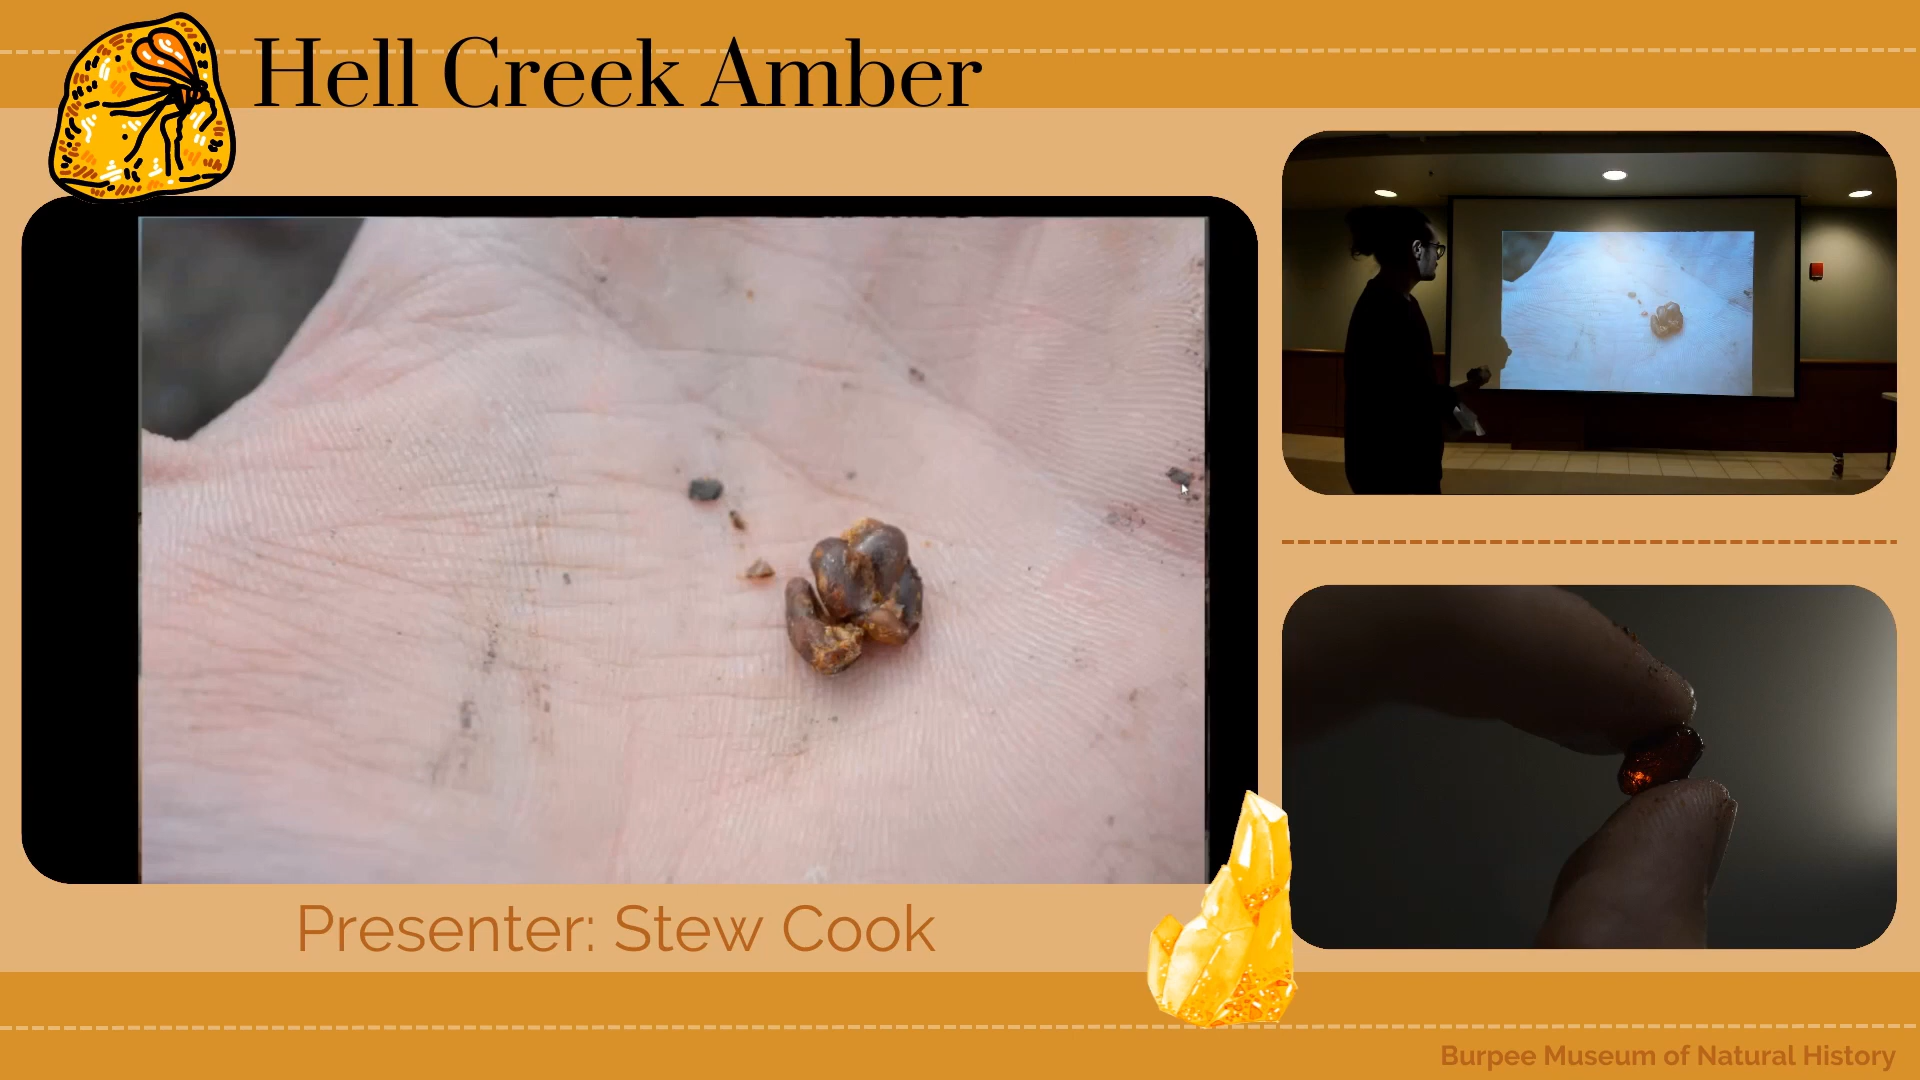 Hell Creek Amber
Presenter: Stew Cook
Burpee Museum of Natural History